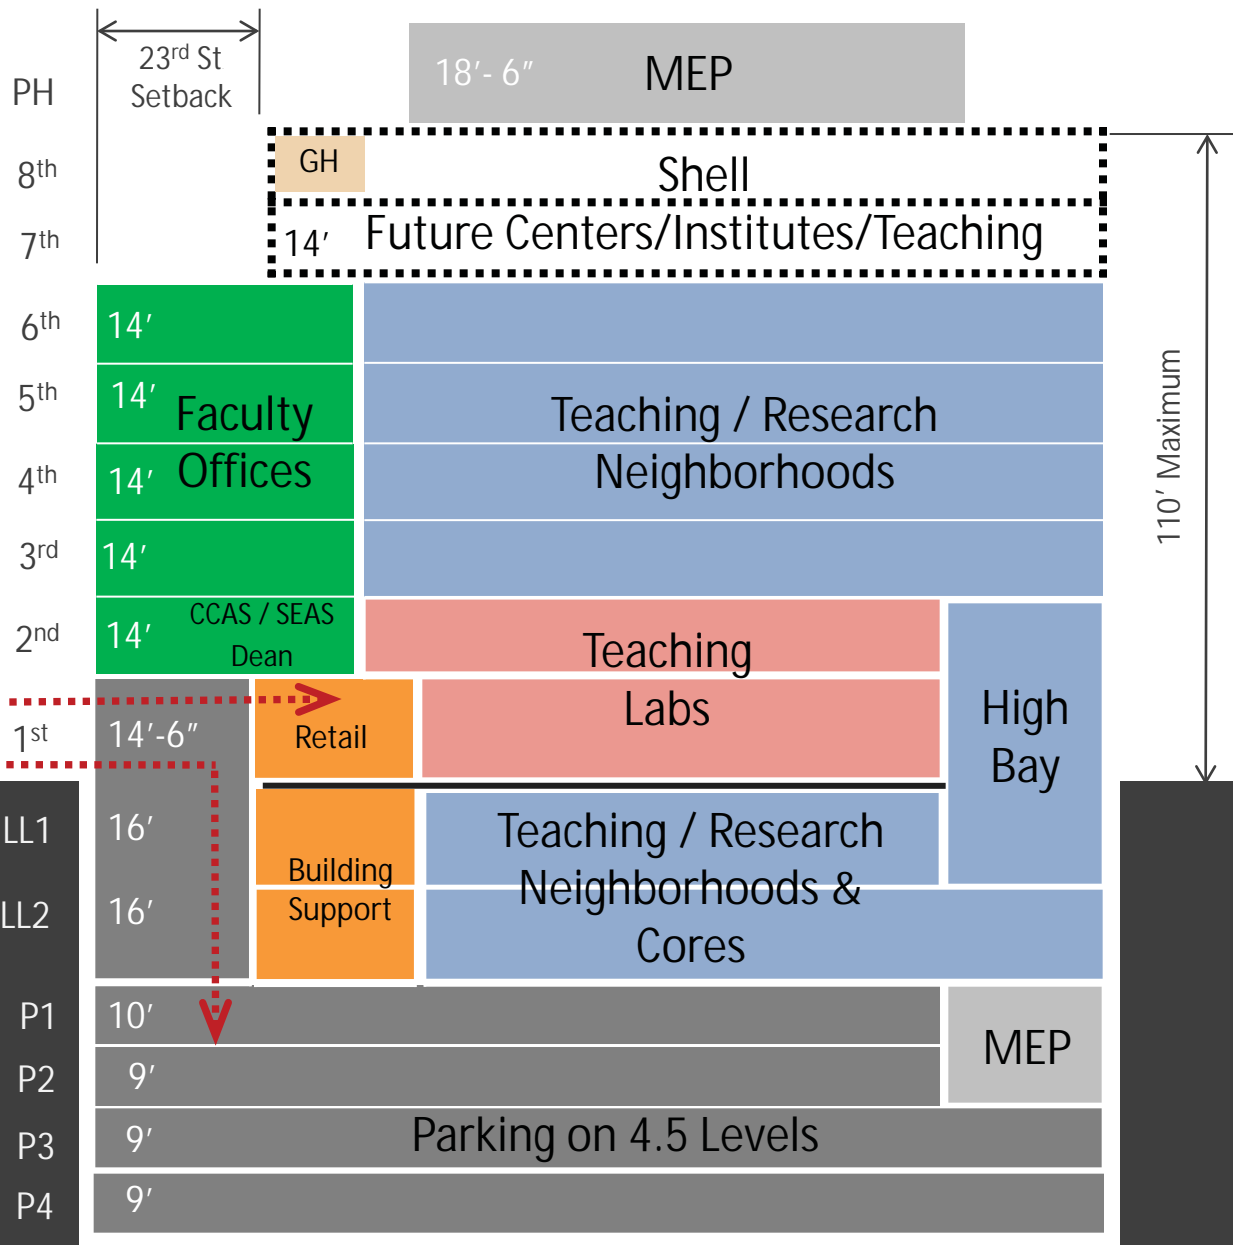 23rd St
Setback
PH
18′- 6″ MEP
8th
GH
Shell
7th
14′ Future Centers/Institutes/Teaching
6th
14′
5th
14′
4th
14′
Faculty
Offices
Teaching / Research
Neighborhoods
110′ Maximum
3rd
14′
2nd
14′
CCAS / SEAS
Dean
Teaching
Labs
High
Bay
1st
14′-6″
Retail
LL1
16′
LL2
16′
Building
Support
Teaching / Research
Neighborhoods &
Cores
P1
10′
MEP
P2
9′
P3
9′
Parking on 4.5 Levels
P4
9′